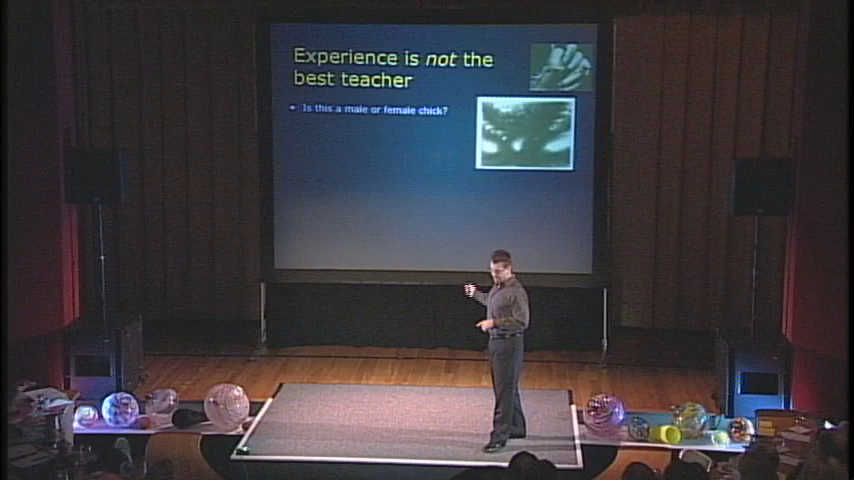 Experience is not the
best teacher
Is this a male or female chick?